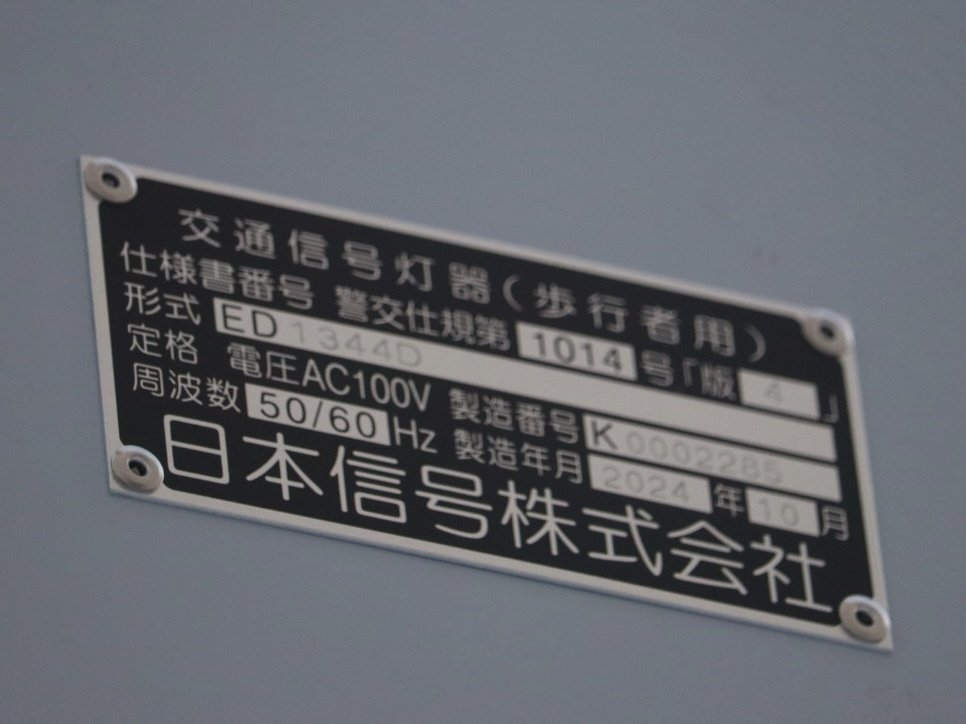 交通信号灯器(歩行者用)
仕様書番号 警交仕規第 1014 号「版 4 」
形式 ED1344D
定格 電圧AC100V 製造番号 K0002285
周波数 50/60 Hz 製造年月 2024 年 10 月
日本信号株式会社